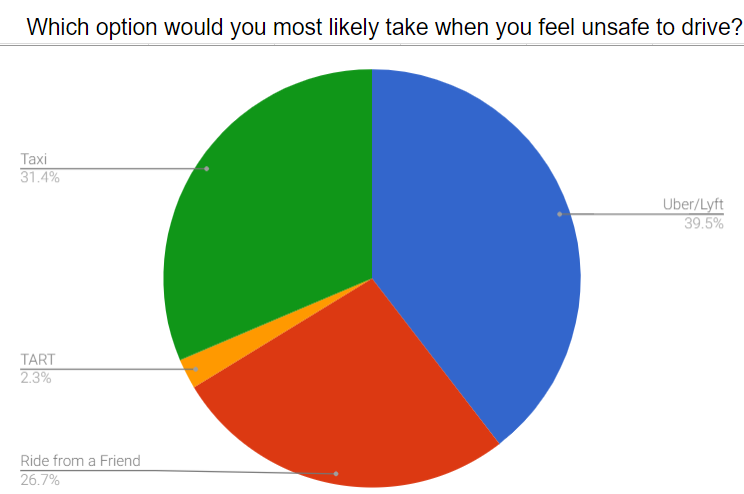 Which option would you most likely take when you feel unsafe to drive?
Taxi
31.4%
Uber/Lyft
39.5%
TART
2.3%
Ride from a Friend
26.7%